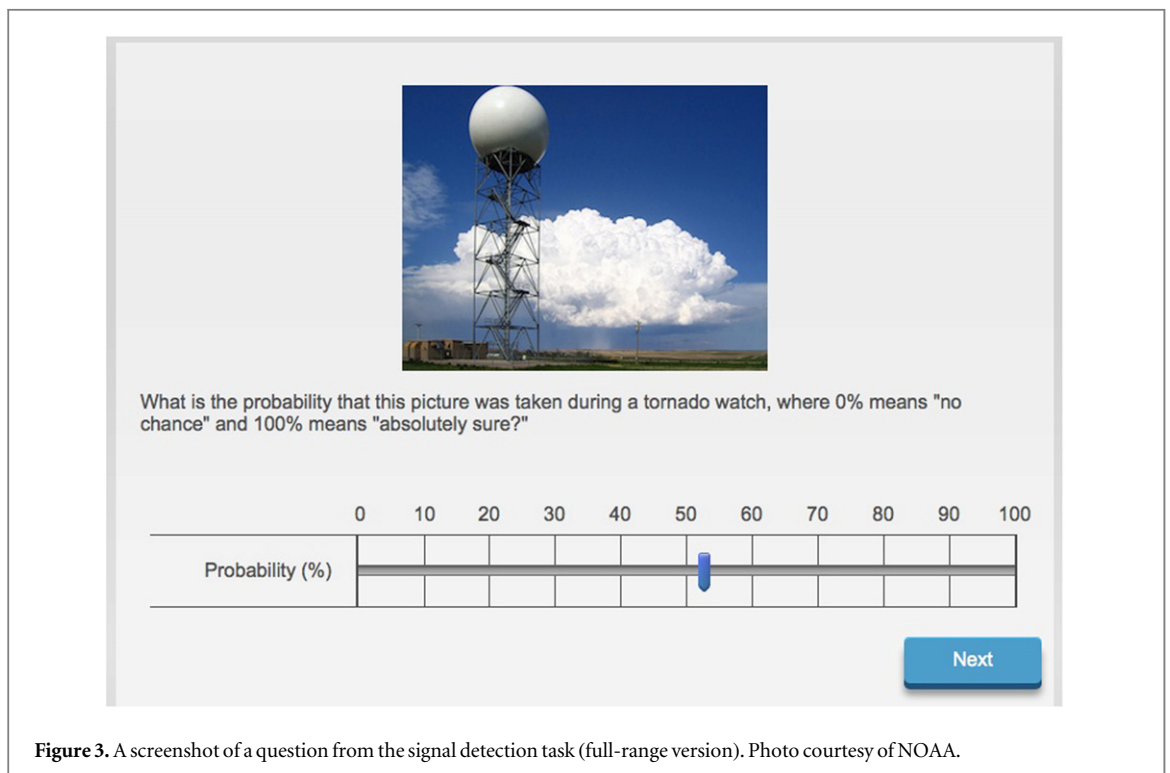 What is the probability that this picture was taken during a tornado watch, where 0% means "no
chance" and 100% means "absolutely sure?"
0 10 20 30 40 50 60 70 80 90 100
Probability (%)
Next
Figure 3. A screenshot of a question from the signal detection task (full-range version). Photo courtesy of NOAA.